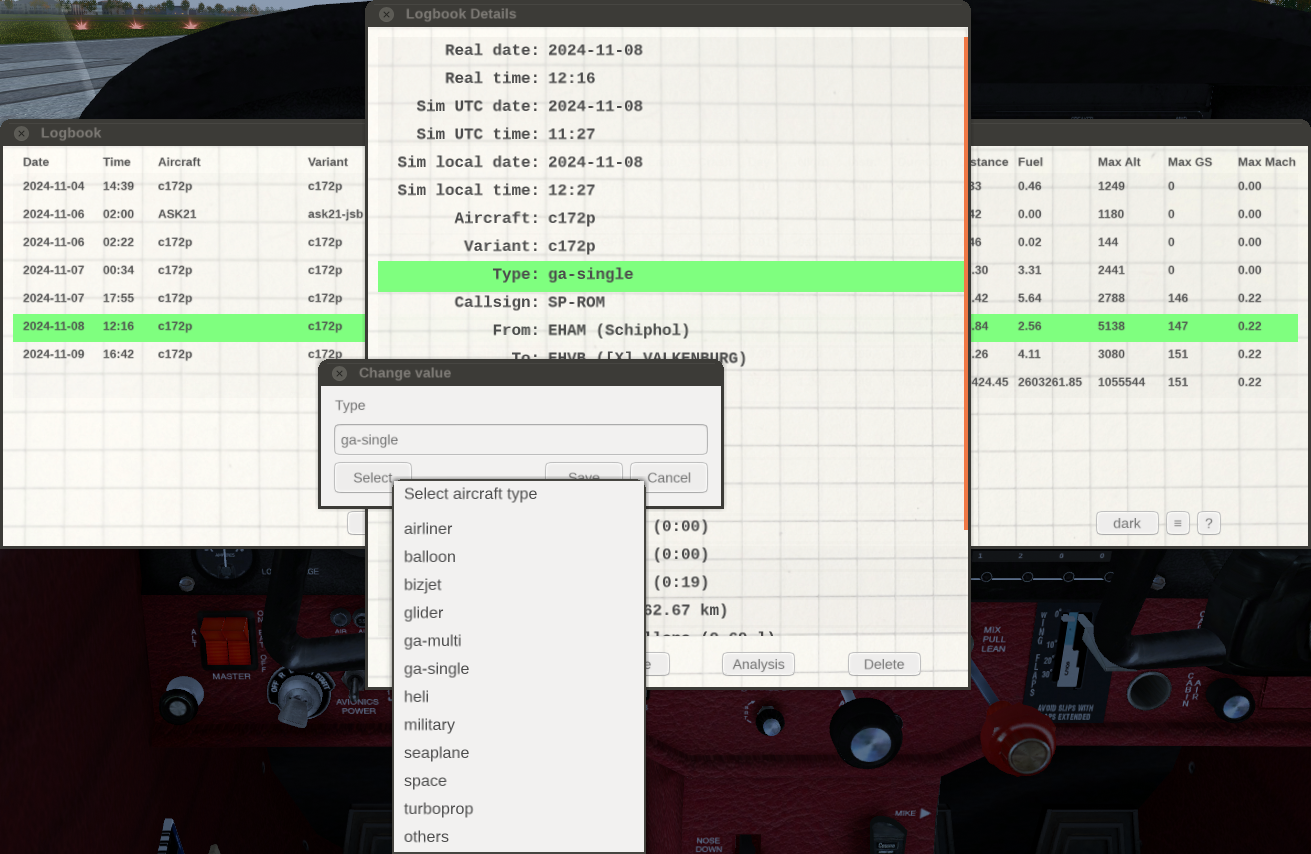 Logbook Details
Real date: 2024-11-08
Real time: 12:16
Sim UTC date: 2024-11-08
Sim UTC time: 11:27
Sim local date: 2024-11-08
Sim local time: 12:27
Aircraft: c172p
Variant: c172p
Type: ga-single
Callsign: SP-ROM
From: EHAM (Schiphol)
To: EHVB ([X] VALKENBURG)
(0:00)
(0:00)
(0:19)
62.67 km)
Analysis
Delete
Logbook
Date Time Aircraft Variant
2024-11-04 14:39 c172p c172p
2024-11-06 02:00 ASK21 ask21-jsb
2024-11-06 02:22 c172p c172p
2024-11-07 00:34 c172p c172p
2024-11-07 17:55 c172p c172p
2024-11-08 12:16 c172p c172p
2024-11-09 16:42 c172p c172p
stance Fuel Max Alt Max GS Max Mach
33 0.46 1249 0 0.00
42 0.00 1180 0 0.00
46 0.02 144 0 0.00
.30 3.31 2441 0 0.00
.42 5.64 2788 146 0.22
.84 2.56 5138 147 0.22
.26 4.11 3080 151 0.22
424.45 2603261.85 1055544 151 0.22
dark
≡
?
Change value
Type
ga-single
Select
Save
Cancel
Select aircraft type
airliner
balloon
bizjet
glider
ga-multi
ga-single
heli
military
seaplane
space
turboprop
others
ALT
MASTER
OFF R
START
AVIONICS
POWER
AIR
MIX
PULL
LEAN
WING FLAPS
0°
10°
20°
30°
AVOID SLIPS WITH
EXTENDED
CABIN
AIR
MIKE
NOSE
DOWN